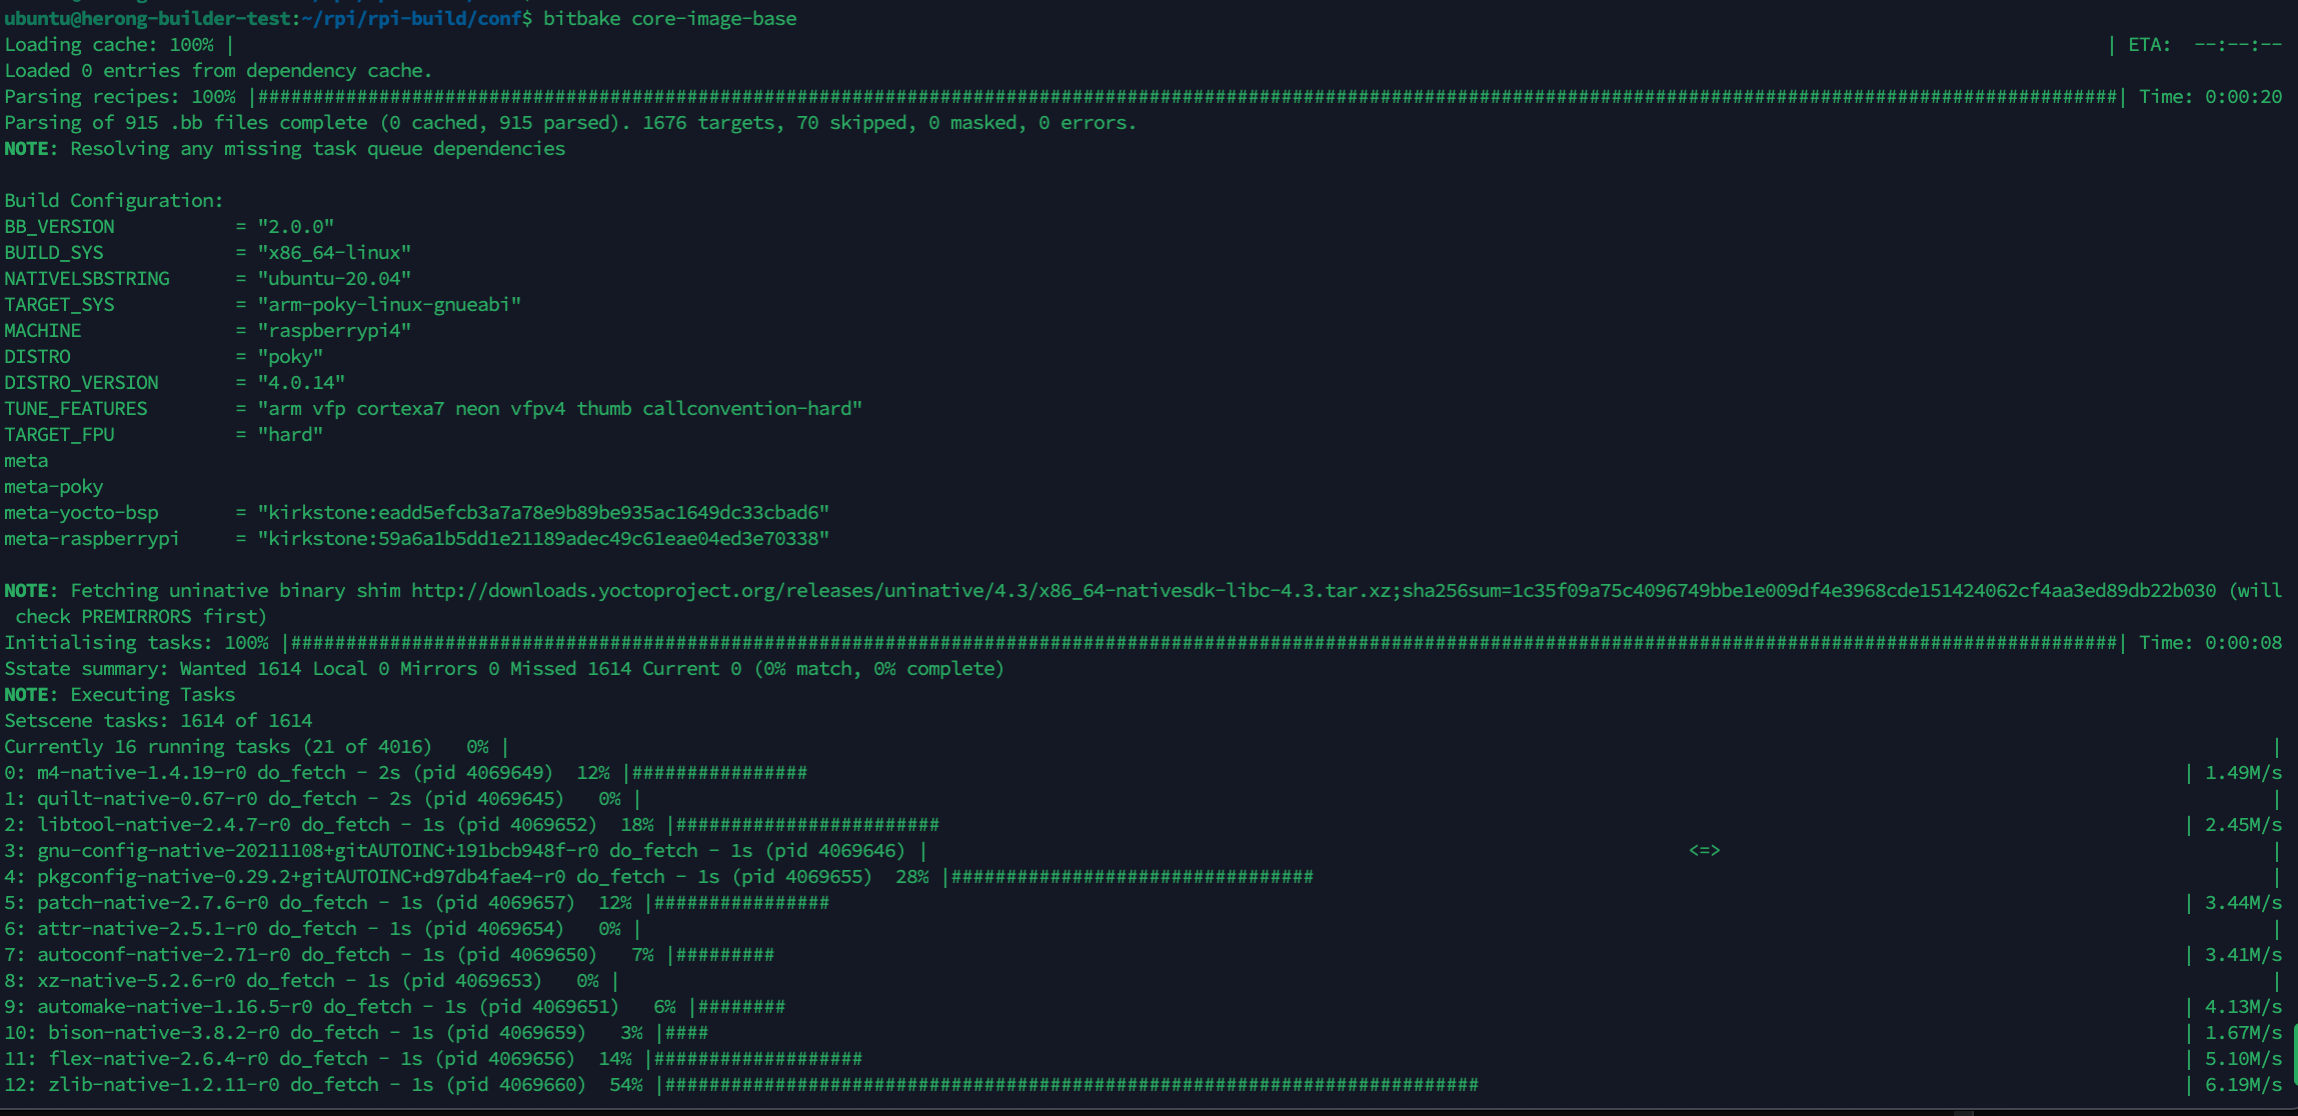 ubuntu@herong-builder-test:~/rpi/rpi-build/conf$ bitbake core-image-base
Loading cache: 100% | | ETA:  --:--:--
Loaded 0 entries from dependency cache.
Parsing recipes: 100% |#########################################################################################################################################################################| Time: 0:00:20
Parsing of 915 .bb files complete (0 cached, 915 parsed). 1676 targets, 70 skipped, 0 masked, 0 errors.
NOTE: Resolving any missing task queue dependencies

Build Configuration:
BB_VERSION           = "2.0.0"
BUILD_SYS            = "x86_64-linux"
NATIVELSBSTRING      = "ubuntu-20.04"
TARGET_SYS           = "arm-poky-linux-gnueabi"
MACHINE              = "raspberrypi4"
DISTRO               = "poky"
DISTRO_VERSION       = "4.0.14"
TUNE_FEATURES        = "arm vfp cortexa7 neon vfpv4 thumb callconvention-hard"
TARGET_FPU           = "hard"
meta
meta-poky
meta-yocto-bsp       = "kirkstone:eadd5efcb3a7a78e9b89be935ac1649dc33cbad6"
meta-raspberrypi     = "kirkstone:59a6a1b5dd1e21189adec49c61eae04ed3e70338"

NOTE: Fetching uninative binary shim http://downloads.yoctoproject.org/releases/uninative/4.3/x86_64-nativesdk-libc-4.3.tar.xz;sha256sum=1c35f09a75c4096749bbe1e009df4e3968cde151424062cf4aa3ed89db22b030 (will
 check PREMIRRORS first)
Initialising tasks: 100% |######################################################################################################################################################################| Time: 0:00:08
Sstate summary: Wanted 1614 Local 0 Mirrors 0 Missed 1614 Current 0 (0% match, 0% complete)
NOTE: Executing Tasks
Setscene tasks: 1614 of 1614
Currently 16 running tasks (21 of 4016)   0% | |
0: m4-native-1.4.19-r0 do_fetch - 2s (pid 4069649)  12% |################ | 1.49M/s
1: quilt-native-0.67-r0 do_fetch - 2s (pid 4069645)   0% | |
2: libtool-native-2.4.7-r0 do_fetch - 1s (pid 4069652)  18% |######################## | 2.45M/s
3: gnu-config-native-20211108+gitAUTOINC+191bcb948f-r0 do_fetch - 1s (pid 4069646) | <=> |
4: pkgconfig-native-0.29.2+gitAUTOINC+d97db4fae4-r0 do_fetch - 1s (pid 4069655)  28% |################################# |
5: patch-native-2.7.6-r0 do_fetch - 1s (pid 4069657)  12% |################ | 3.44M/s
6: attr-native-2.5.1-r0 do_fetch - 1s (pid 4069654)   0% | |
7: autoconf-native-2.71-r0 do_fetch - 1s (pid 4069650)   7% |######### | 3.41M/s
8: xz-native-5.2.6-r0 do_fetch - 1s (pid 4069653)   0% | |
9: automake-native-1.16.5-r0 do_fetch - 1s (pid 4069651)   6% |######## | 4.13M/s
10: bison-native-3.8.2-r0 do_fetch - 1s (pid 4069659)   3% |#### | 1.67M/s
11: flex-native-2.6.4-r0 do_fetch - 1s (pid 4069656)  14% |################### | 5.10M/s
12: zlib-native-1.2.11-r0 do_fetch - 1s (pid 4069660)  54% |########################################################################## | 6.19M/s